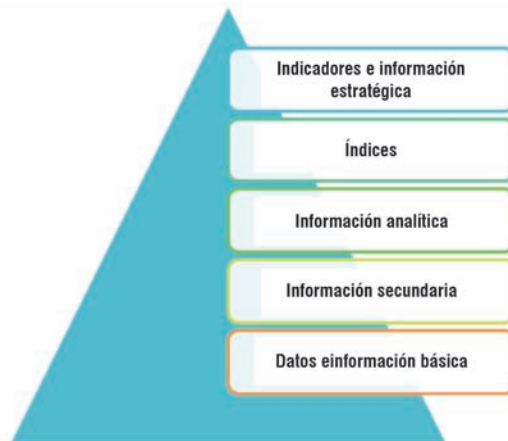 Indicadores e información
estratégica
Índices
Información analítica
Información secundaria
Datos einformación básica